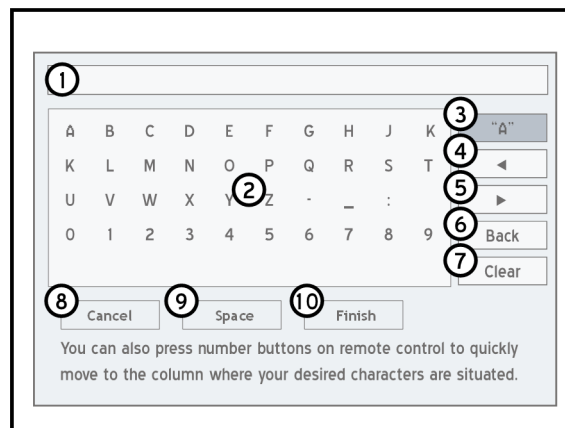 1
A B C D E F G H J K
3 "A"
K L M N O P Q R S T
4 ◀
2
U V W X Y Z - _ :
5 ▶
0 1 2 3 4 5 6 7 8 9
6 Back
7 Clear
8 Cancel 9 Space 10 Finish
You can also press number buttons on remote control to quickly
move to the column where your desired characters are situated.